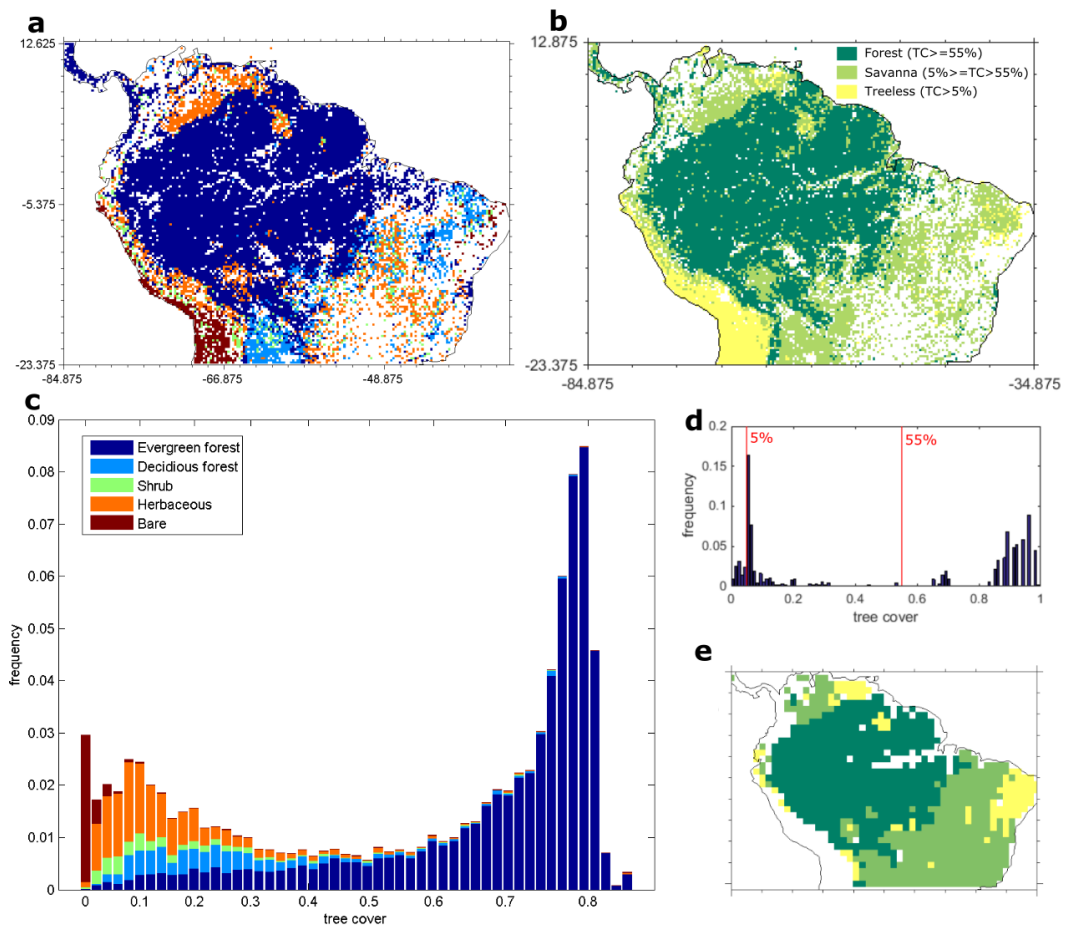 a
12.625
-5.375
-23.375
-84.875
-66.875
-48.875
b
12.875
Forest (TC>=55%)
Savanna (5%>=TC>55%)
Treeless (TC>5%)
-23.375
-84.875
-34.875
c
0.09
0.08
0.07
0.06
0.05
0.04
0.03
0.02
0.01
0
frequency
Evergreen forest
Decidious forest
Shrub
Herbaceous
Bare
0
0.1
0.2
0.3
0.4
0.5
0.6
0.7
0.8
tree cover
d
0.2
0.15
0.1
0.05
0
frequency
5%
55%
0
0.2
0.4
0.6
0.8
1
tree cover
e